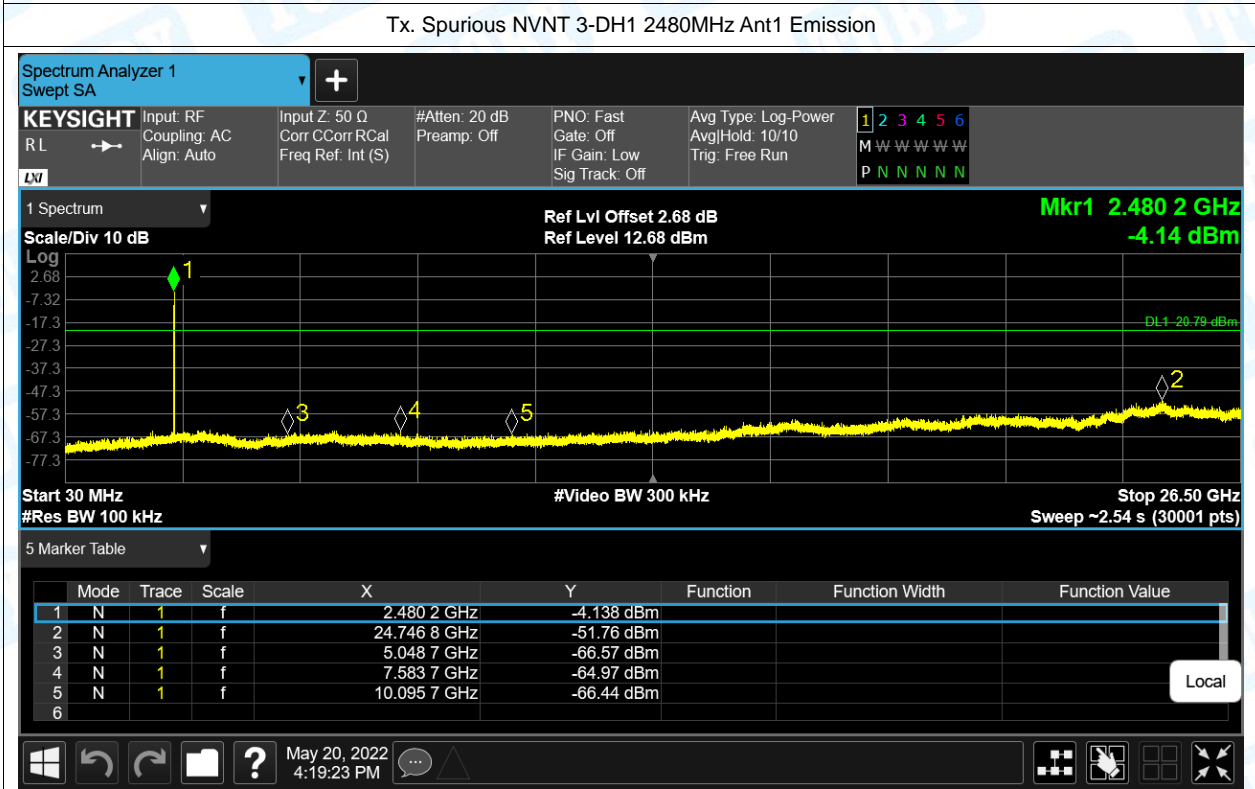 Tx. Spurious NVNT 3-DH1 2480MHz Ant1 Emission
Spectrum Analyzer 1
Swept SA
+
KEYSIGHT Input: RF Input Z: 50 Ω #Atten: 20 dB PNO: Fast Avg Type: Log-Power 1 2 3 4 5 6
RL Coupling: AC Corr CCorr RCal Preamp: Off Gate: Off Avg|Hold: 10/10 M W W W W W
Align: Auto Freq Ref: Int (S) IF Gain: Low Trig: Free Run
LXI Sig Track: Off P N N N N N
1 Spectrum Ref Lvl Offset 2.68 dB Mkr1 2.480 2 GHz
Scale/Div 10 dB Ref Level 12.68 dBm -4.14 dBm
Log
1
2.68
-7.32
-17.3
DL1 -20.79 dBm
-27.3
-37.3
-47.3
2
-57.3
3 4 5
-67.3
-77.3
Start 30 MHz #Video BW 300 kHz Stop 26.50 GHz
#Res BW 100 kHz Sweep ~2.54 s (30001 pts)
5 Marker Table
Mode Trace Scale X Y Function Function Width Function Value
1 N 1 f 2.480 2 GHz -4.138 dBm
2 N 1 f 24.746 8 GHz -51.76 dBm
3 N 1 f 5.048 7 GHz -66.57 dBm
4 N 1 f 7.583 7 GHz -64.97 dBm
5 N 1 f 10.095 7 GHz -66.44 dBm
6
Local
? May 20, 2022
4:19:23 PM